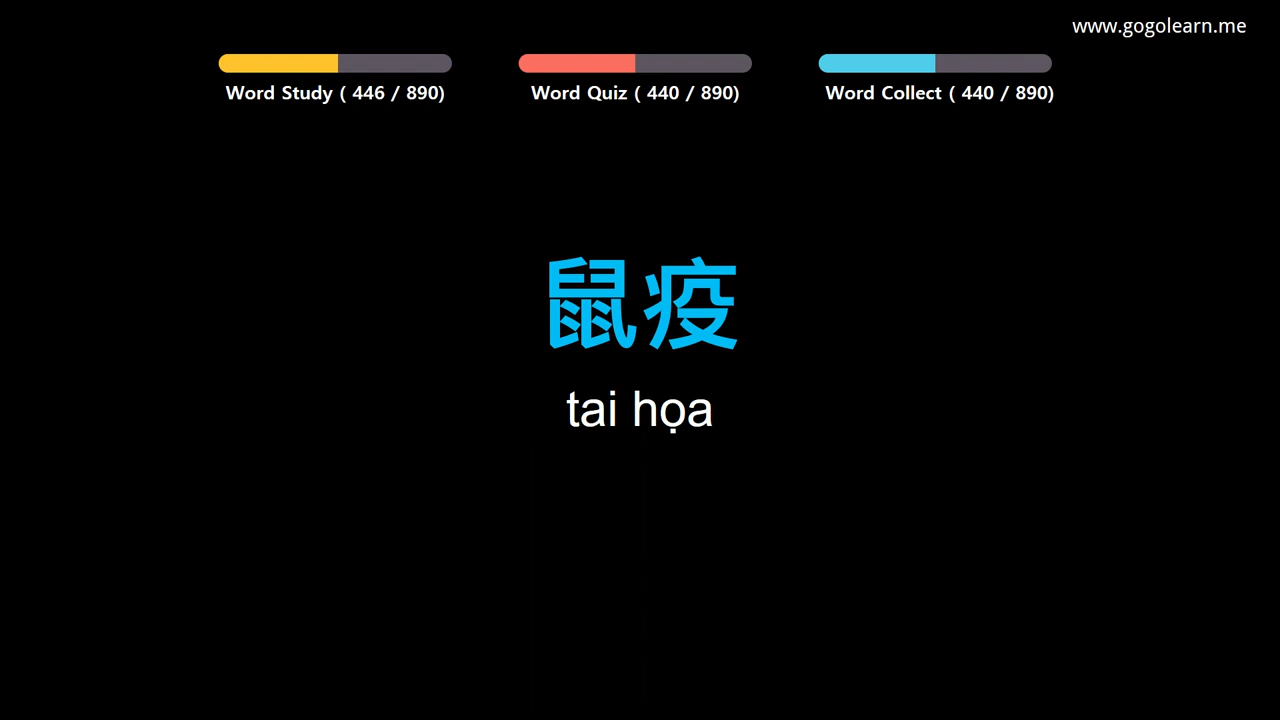 www.gogolearn.me
Word Study ( 446 / 890)
Word Quiz ( 440 / 890)
Word Collect ( 440 / 890)
鼠疫
tai họa